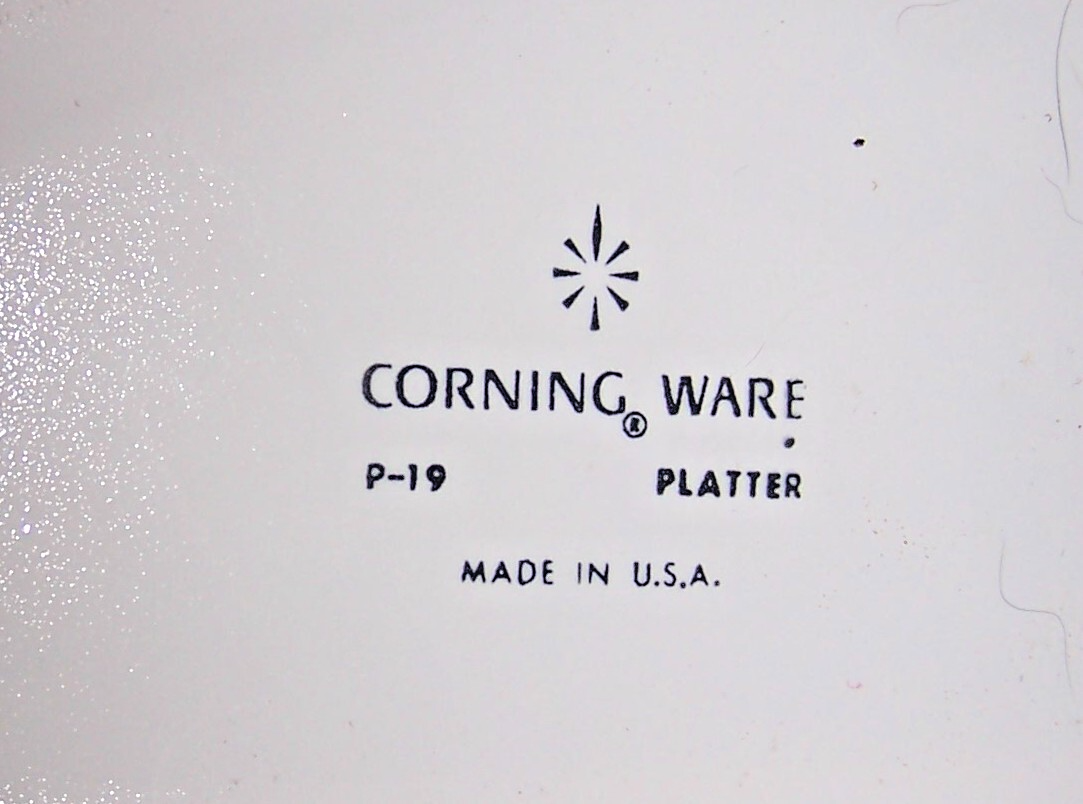 CORNING® WARE
P-19 PLATTER
MADE IN U.S.A.